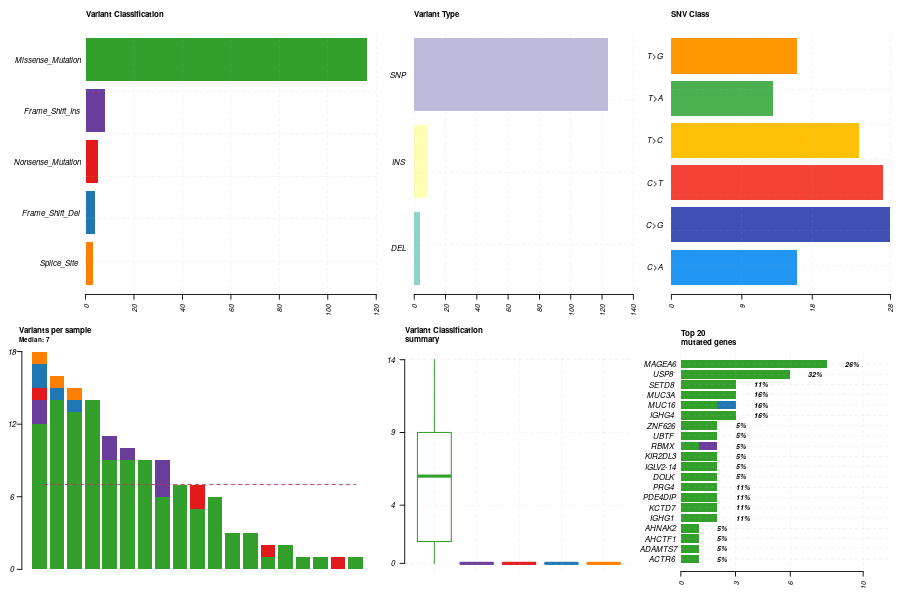 Variant Classification
Missense_Mutation
Frame_Shift_Ins
Nonsense_Mutation
Frame_Shift_Del
Splice_Site
0
20
40
60
80
100
120
Variant Type
SNP
INS
DEL
0
20
40
60
80
100
120
140
SNV Class
T>G
T>A
T>C
C>T
C>G
C>A
0
9
18
28
Variants per sample
Median: 7
18
12
6
0
Variant Classification
summary
14
9
4
0
Top 20
mutated genes
MAGEA6 26%
USP8 32%
SETD8 11%
MUC3A 16%
MUC16 16%
IGHG4 16%
ZNF626 5%
UBTF 5%
RBMX 5%
KIR2DL3 5%
IGLV2-14 5%
DOLK 5%
PRG4 11%
PDE4DIP 11%
KCTD7 11%
IGHG1 11%
AHNAK2 5%
AHCTF1 5%
ADAMTS7 5%
ACTR6 5%
0
3
6
10